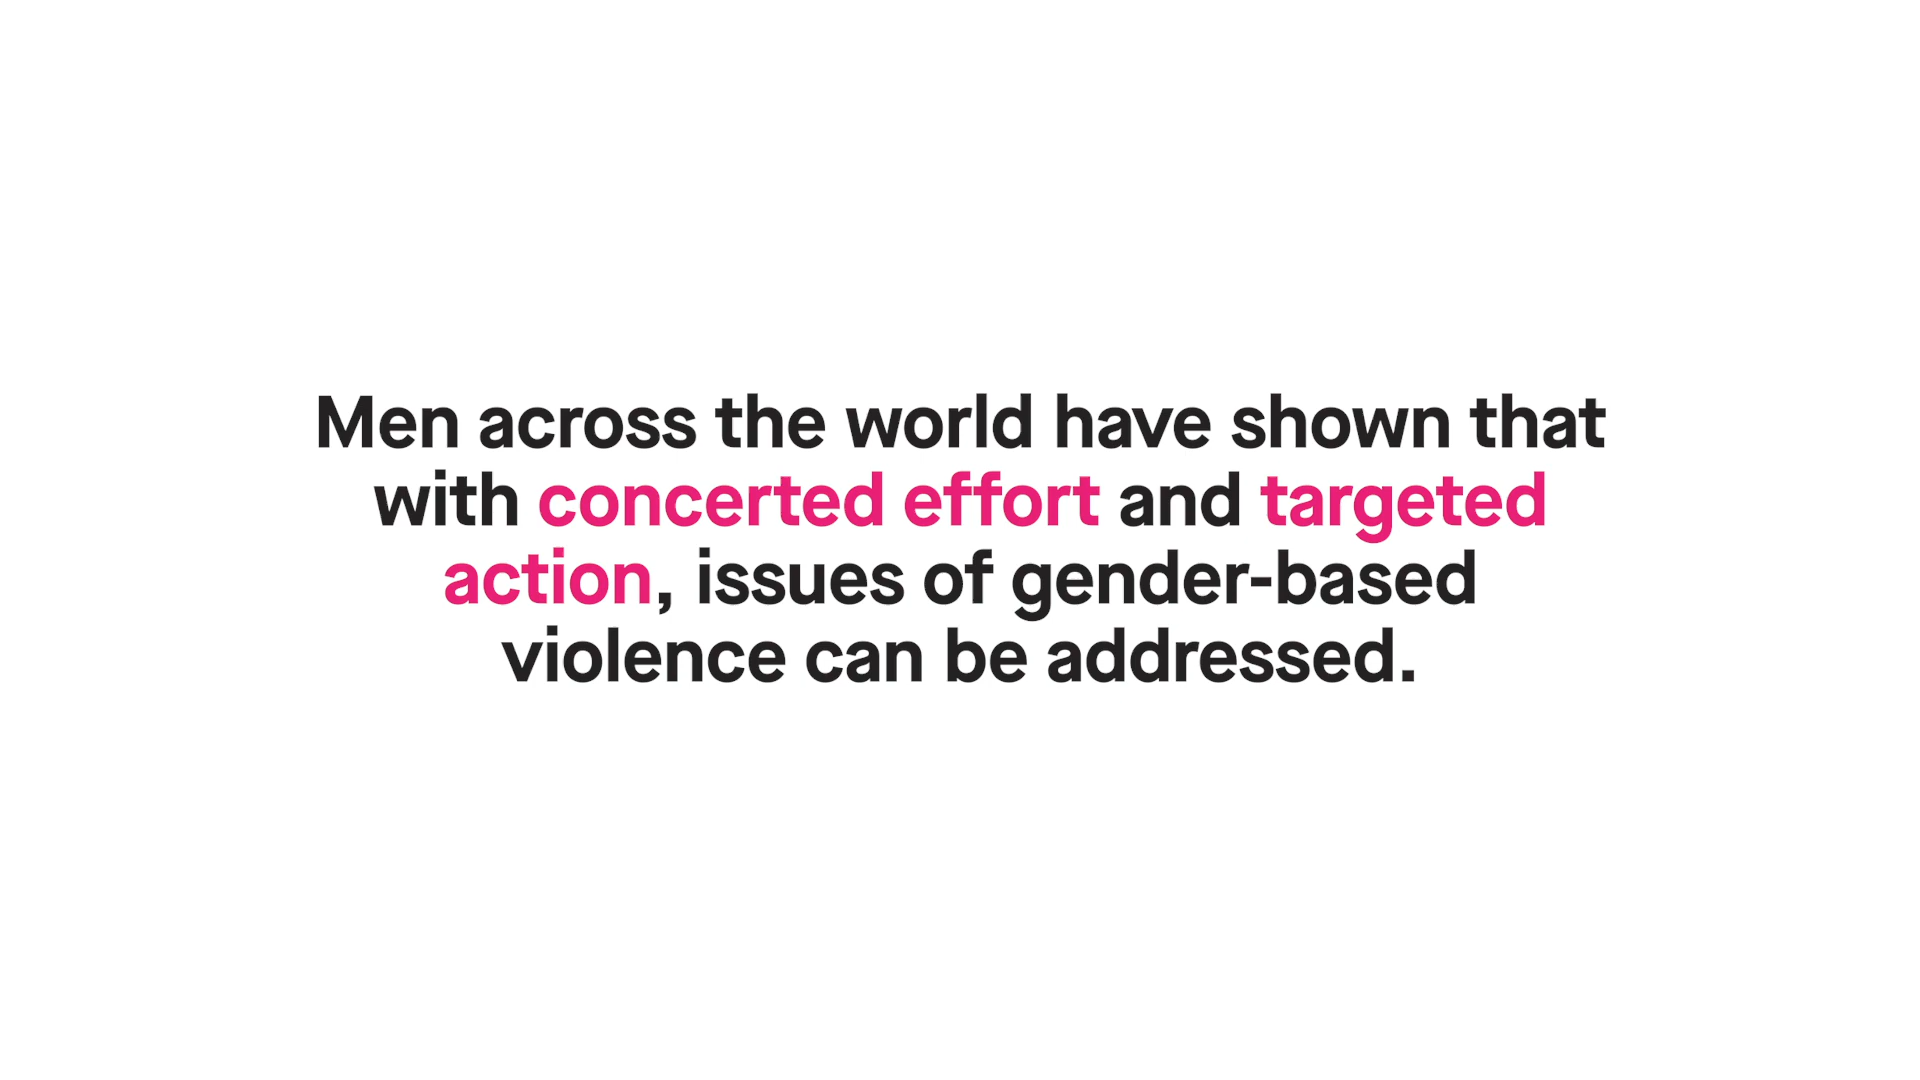 Men across the world have shown that
with concerted effort and targeted
action, issues of gender-based
violence can be addressed.